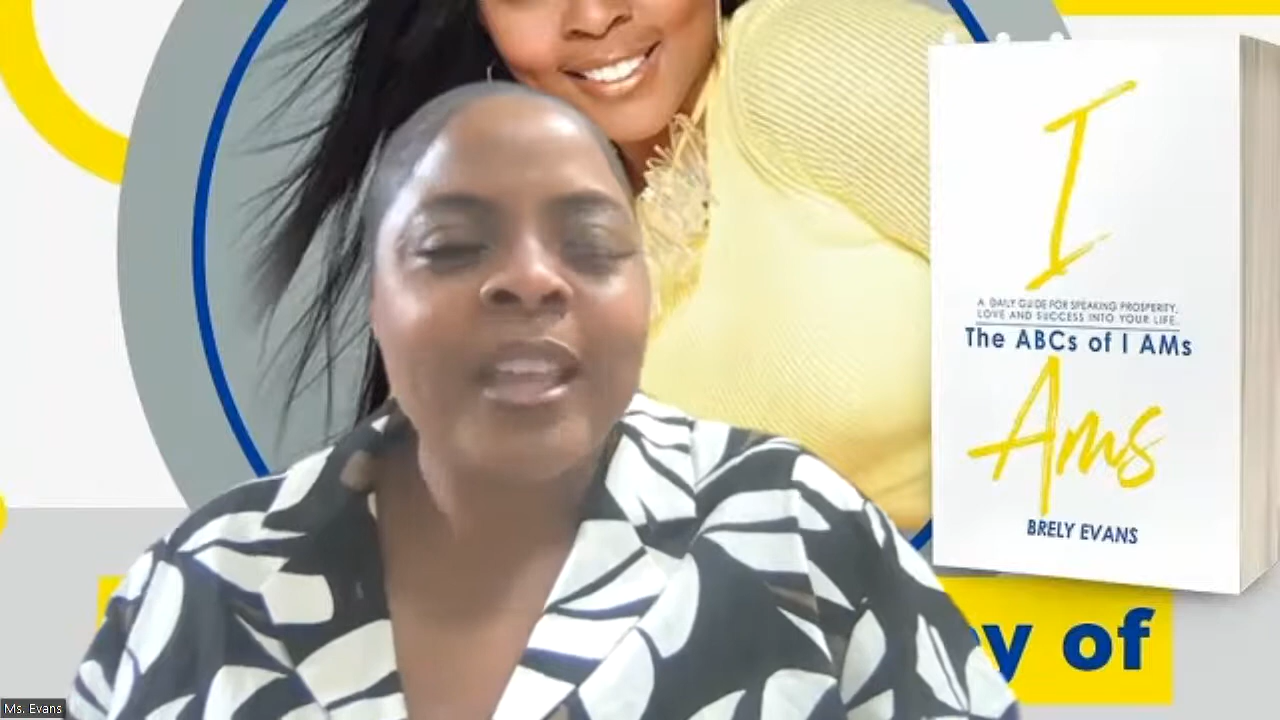 I
A DAILY GUIDE FOR SPEAKING PROSPERITY,
LOVE AND SUCCESS INTO YOUR LIFE.
The ABCs of I AMs
Ams
BRELY EVANS
of
Ms. Evans